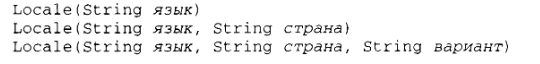 Locale(String язык)
Locale(String язык, String страна)
Locale(String язык, String страна, String вариант)